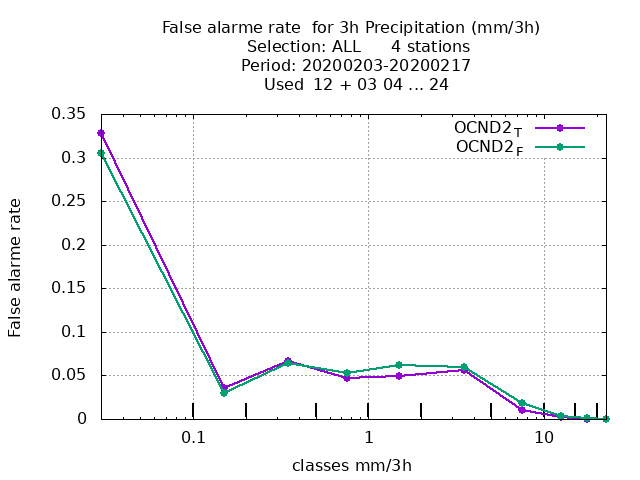 False alarme rate  for 3h Precipitation (mm/3h)
Selection: ALL      4 stations
Period: 20200203-20200217
Used  12 + 03 04 ... 24
OCND2T
OCND2F
0.35
0.3
0.25
0.2
0.15
0.1
0.05
0
False alarme rate
0.1 1 10
classes mm/3h